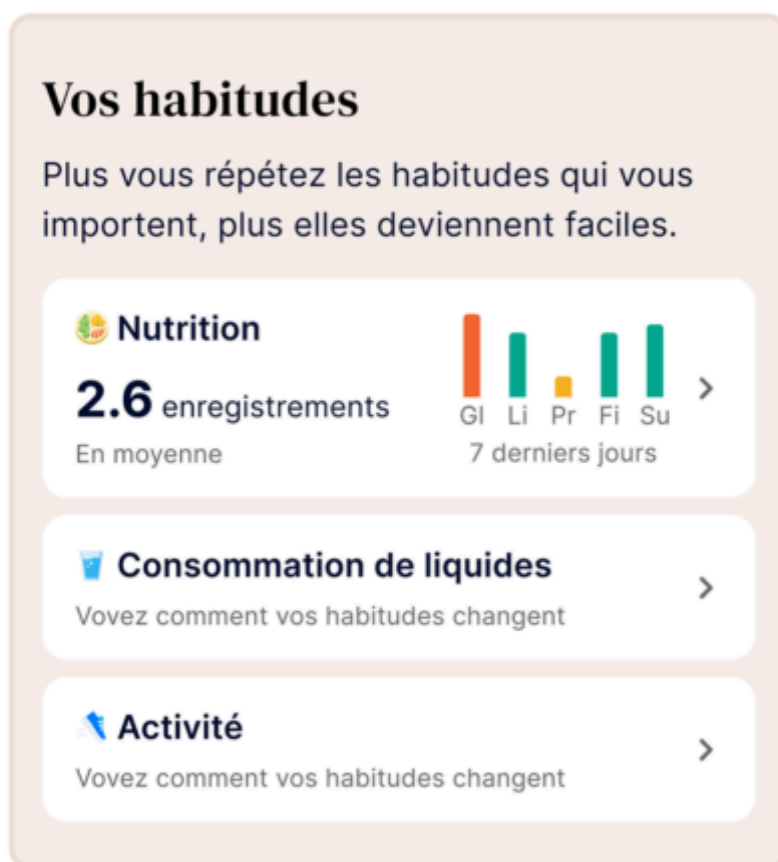 Vos habitudes
Plus vous répétez les habitudes qui vous
importent, plus elles deviennent faciles.
Nutrition
2.6 enregistrements
En moyenne
Gl Li Pr Fi Su
7 derniers jours
Consommation de liquides
Vovez comment vos habitudes changent
Activité
Vovez comment vos habitudes changent